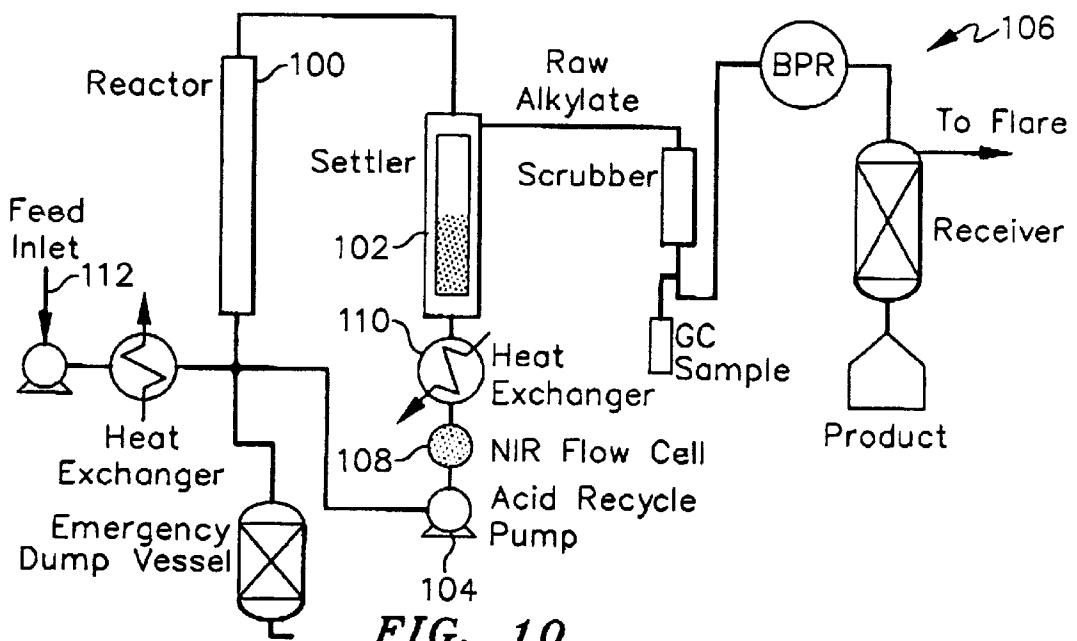 106
BPR
Reactor
100
Raw
Alkylate
To Flare
Settler
Scrubber
Feed
Inlet
112
102
Receiver
110
Heat
Exchanger
GC
Sample
Heat
Exchanger
108
NIR Flow Cell
Product
Emergency
Dump Vessel
Acid Recycle
Pump
104
FIG. 10